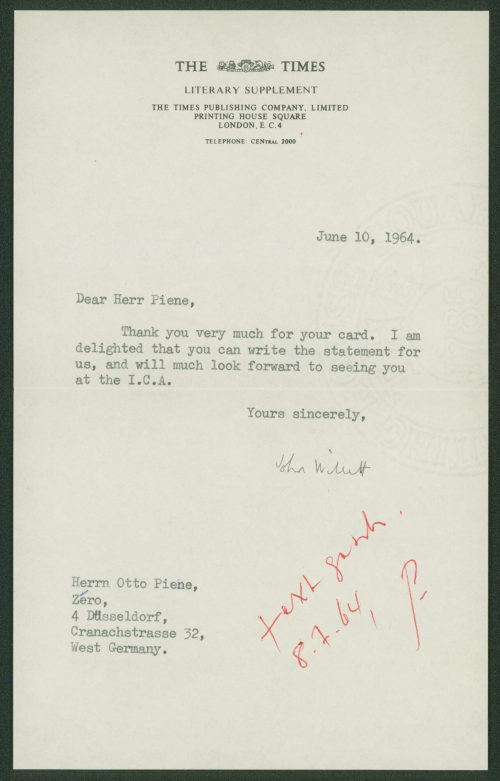 THE TIMES
LITERARY SUPPLEMENT
THE TIMES PUBLISHING COMPANY, LIMITED
PRINTING HOUSE SQUARE
LONDON, E.C.4
TELEPHONE: CENTRAL 2000
June 10, 1964.
Dear Herr Piene,
Thank you very much for your card. I am
delighted that you can write the statement for
us, and will much look forward to seeing you
at the I.C.A.
Yours sincerely,
John Willett
Herrn Otto Piene,
Zéro,
4 Düsseldorf,
Cranachstrasse 32,
West Germany.
text
8.7.64, P.